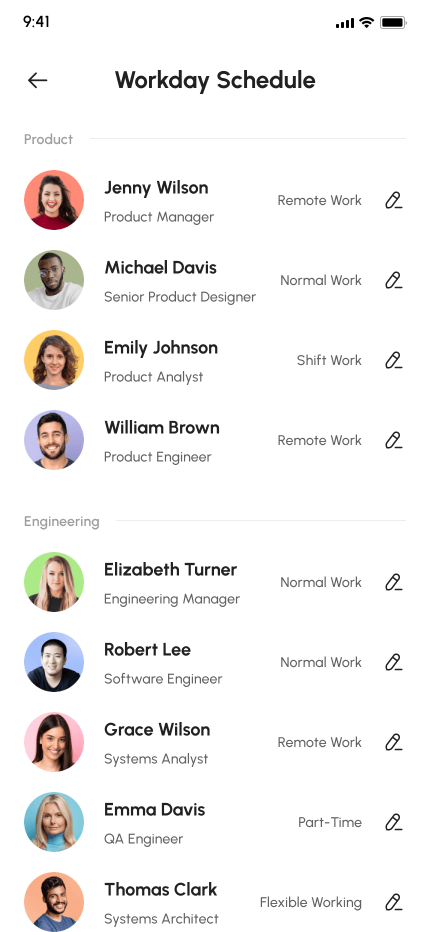 9:41
Workday Schedule
Product
Jenny Wilson
Product Manager
Remote Work
Michael Davis
Senior Product Designer
Normal Work
Emily Johnson
Product Analyst
Shift Work
William Brown
Product Engineer
Remote Work
Engineering
Elizabeth Turner
Engineering Manager
Normal Work
Robert Lee
Software Engineer
Normal Work
Grace Wilson
Systems Analyst
Remote Work
Emma Davis
QA Engineer
Part-Time
Thomas Clark
Systems Architect
Flexible Working